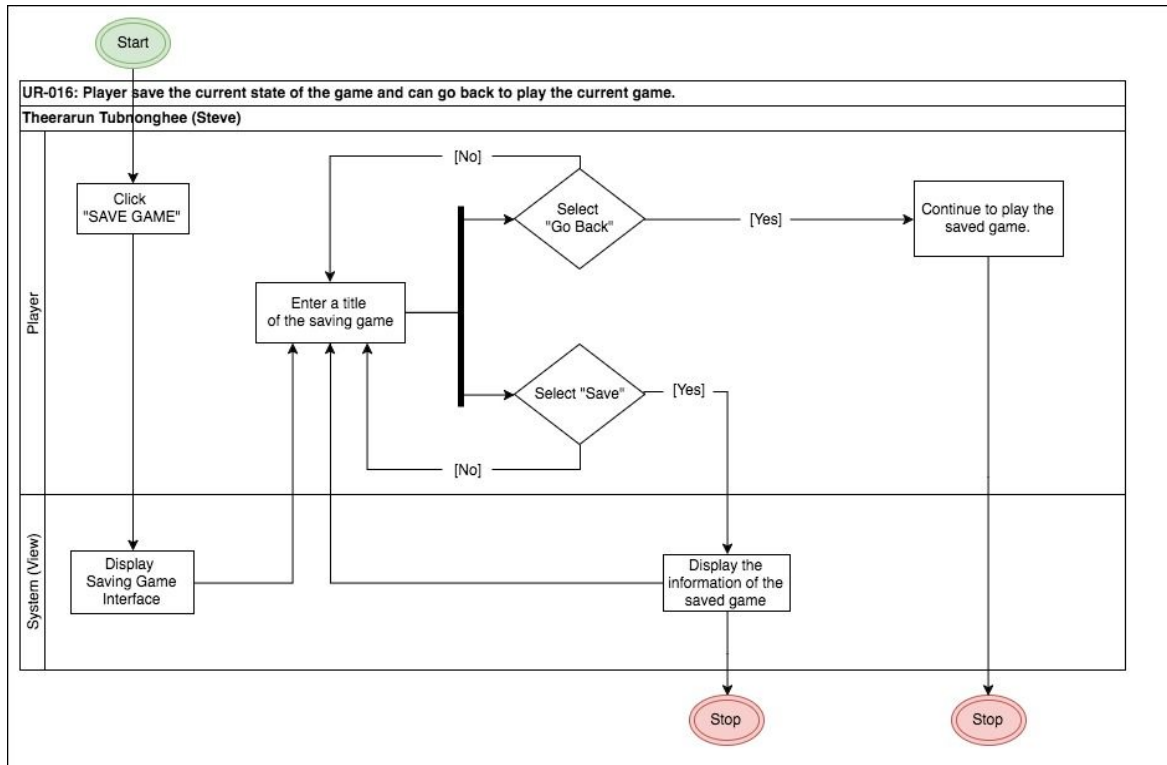 Start
UR-016: Player save the current state of the game and can go back to play the current game.
Theerarun Tubnonghee (Steve)
Player
Click
"SAVE GAME"
[No]
Select
"Go Back"
[Yes]
Continue to play the
saved game.
Enter a title
of the saving game
Select "Save"
[Yes]
[No]
System (View)
Display
Saving Game
Interface
Display the
information of the
saved game
Stop
Stop